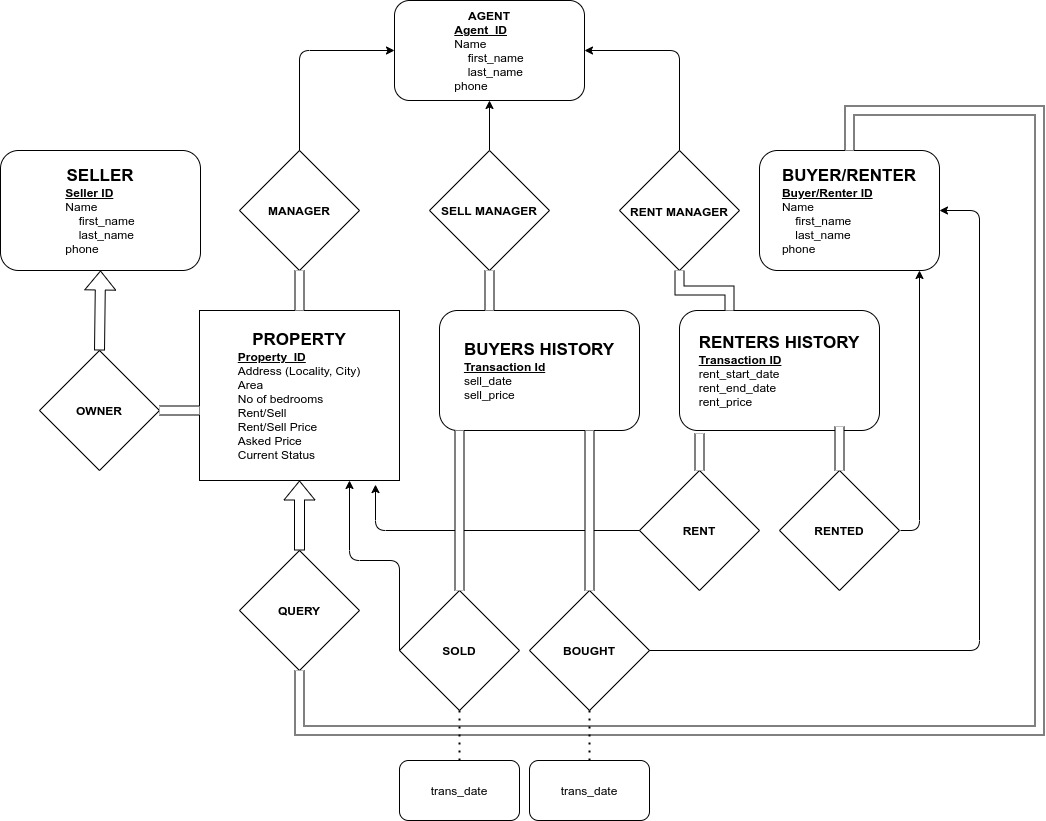 AGENT
Agent_ID
Name
first_name
last_name
phone
SELLER
Seller ID
Name
first_name
last_name
phone
MANAGER
SELL MANAGER
RENT MANAGER
BUYER/RENTER
Buyer/Renter ID
Name
first_name
last_name
phone
OWNER
PROPERTY
Property_ID
Address (Locality, City)
Area
No of bedrooms
Rent/Sell
Rent/Sell Price
Asked Price
Current Status
BUYERS HISTORY
Transaction Id
sell_date
sell_price
RENTERS HISTORY
Transaction ID
rent_start_date
rent_end_date
rent_price
RENT
RENTED
QUERY
SOLD
BOUGHT
trans_date
trans_date